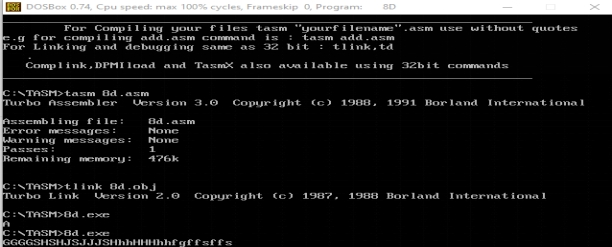 DOSBox 0.74, Cpu speed: max 100% cycles, Frameskip 0, Program: 8D
For Compiling your files tasm "yourfilename".asm use without quotes
e.g for compiling add.asm command is : tasm add.asm
For Linking and debugging same as 32 bit : tlink,td
.
Complink,DPMIload and TasmX also available using 32bit commands
C:\TASM>tasm 8d.asm
Turbo Assembler Version 3.0 Copyright (c) 1988, 1991 Borland International
Assembling file: 8d.asm
Error messages: None
Warning messages: None
Passes: 1
Remaining memory: 476k
C:\TASM>tlink 8d.obj
Turbo Link Version 2.0 Copyright (c) 1987, 1988 Borland International
C:\TASM>8d.exe
A
C:\TASM>8d.exe
GGGGSHSHJSJJJSHhhHHHhhfgffsffs